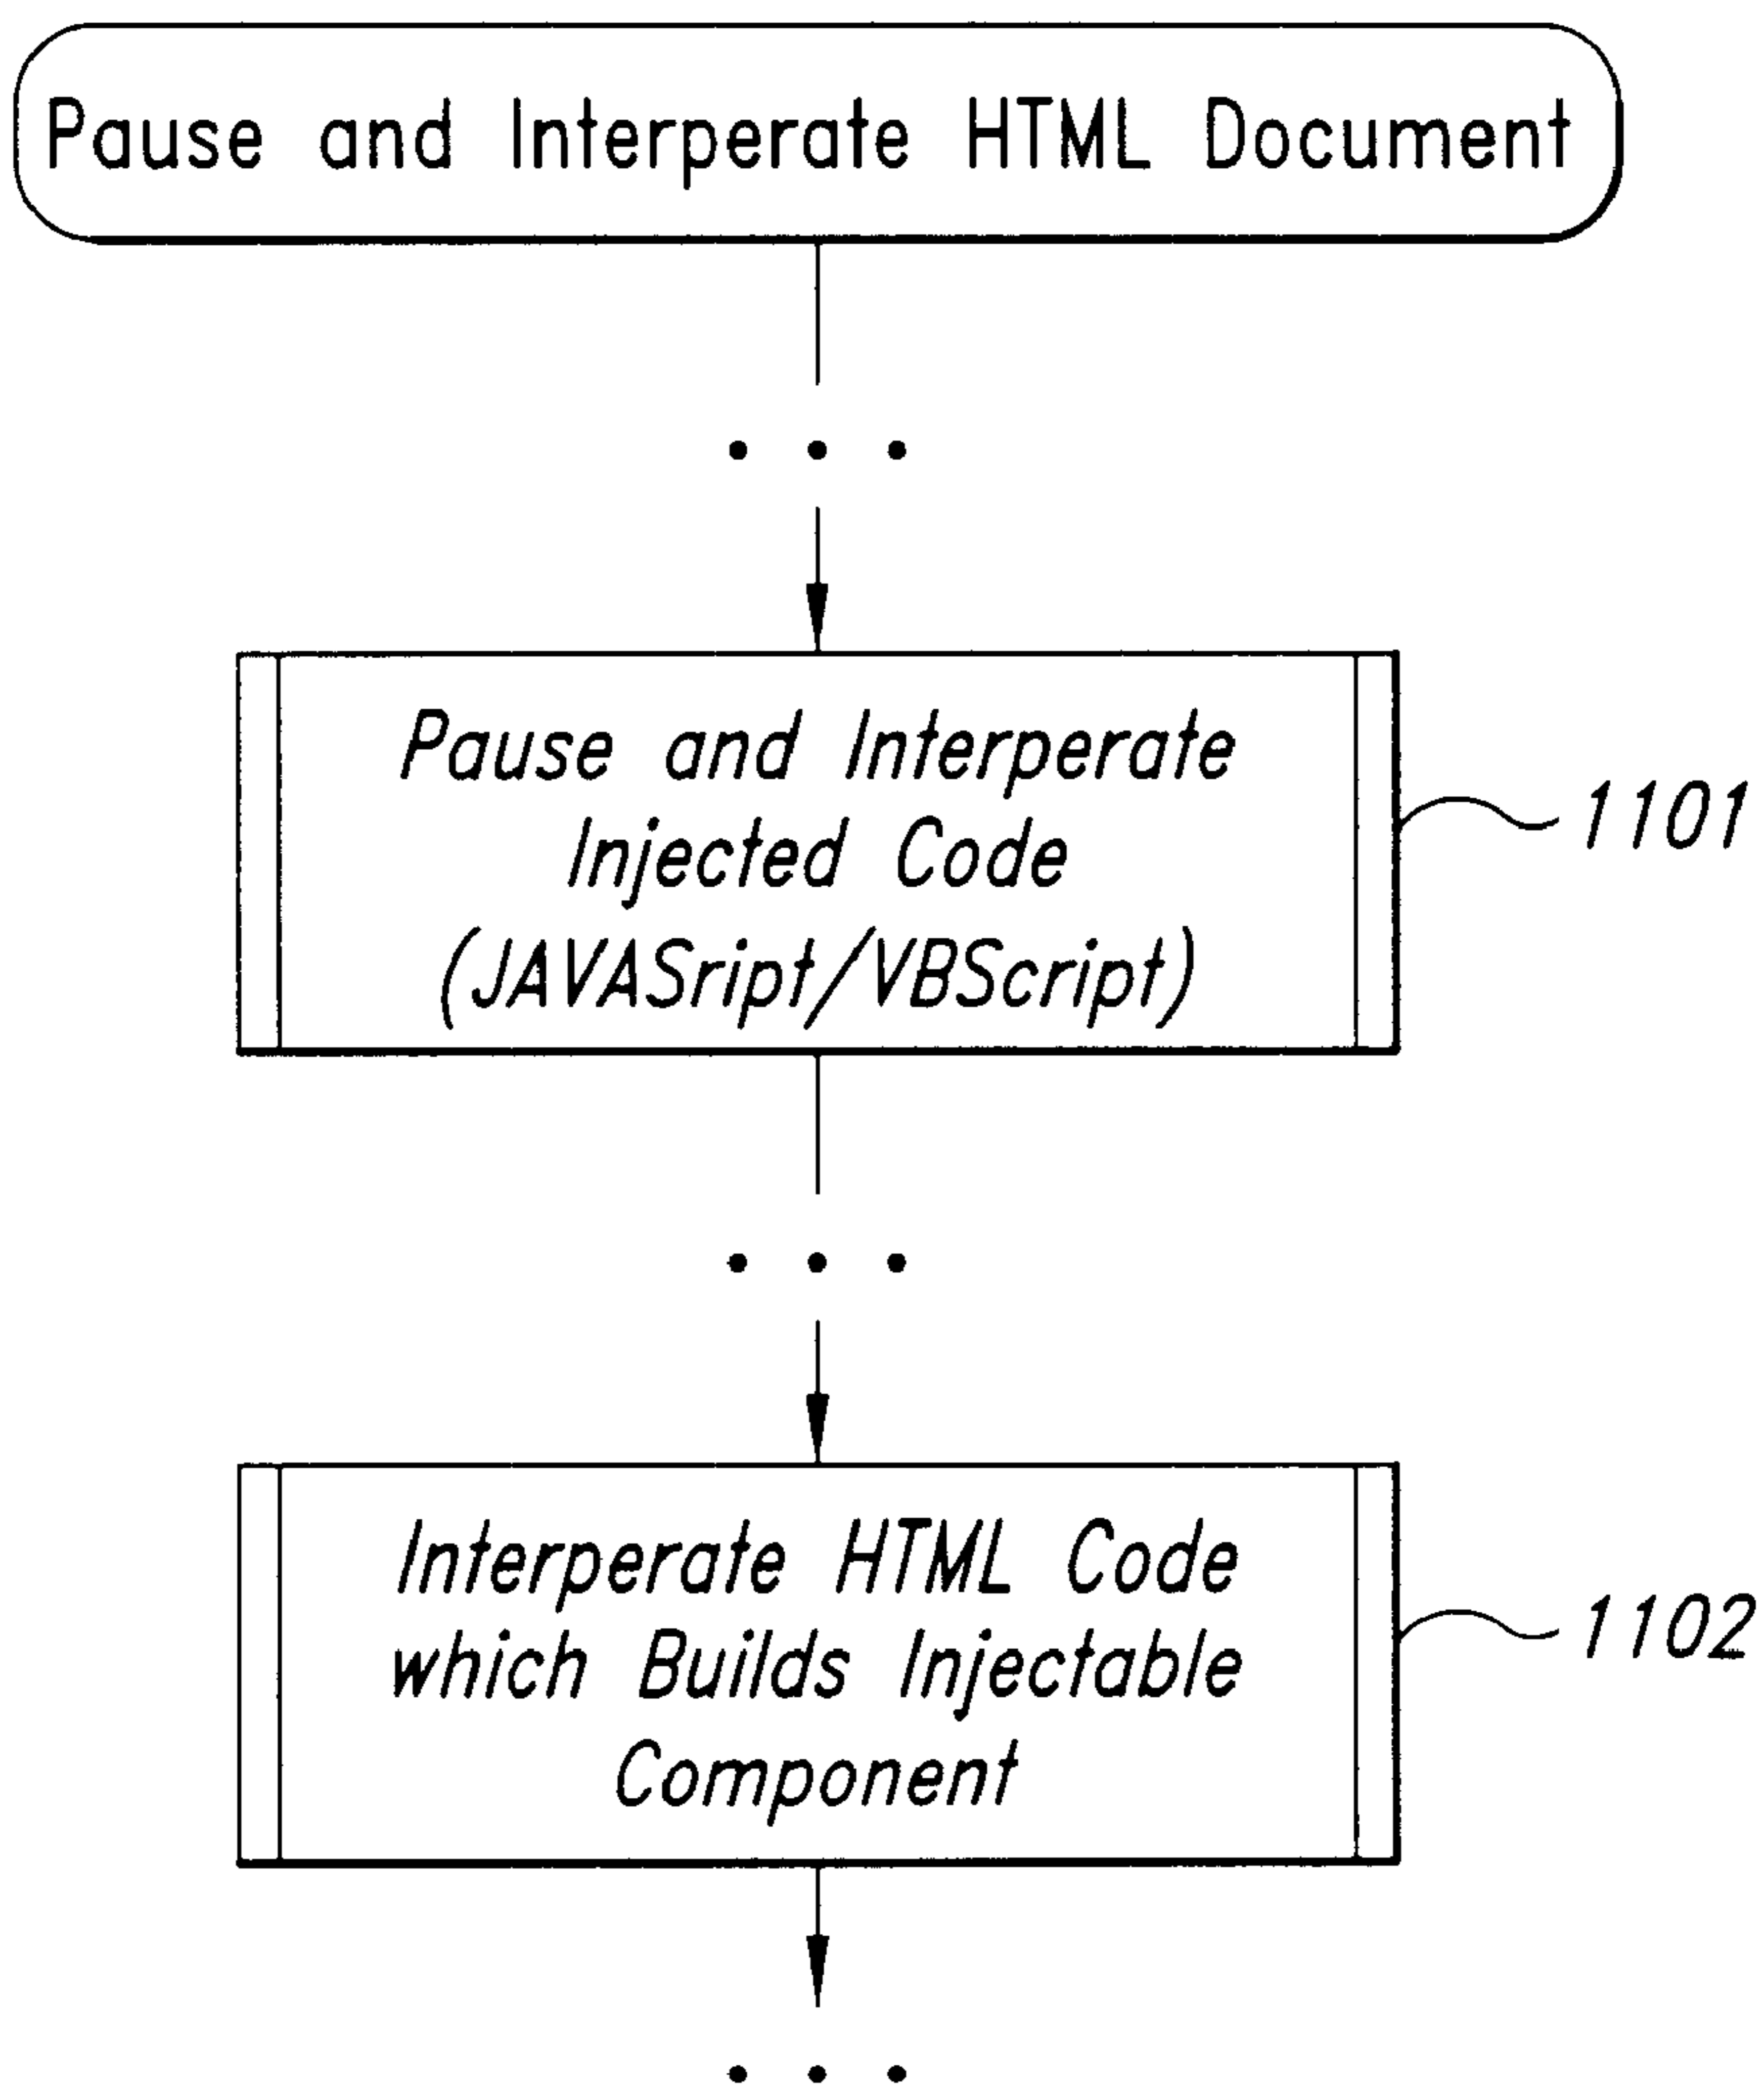 Pause and Interperate HTML Document
Pause and Interperate
Injected Code
(JAVASript/VBScript)
1101
Interperate HTML Code
which Builds Injectable
Component
1102